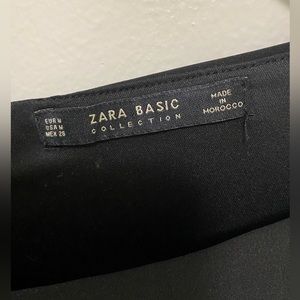 EUR M
USA M
MEX 28
ZARA BASIC
COLLECTION
MADE
IN
MOROCCO